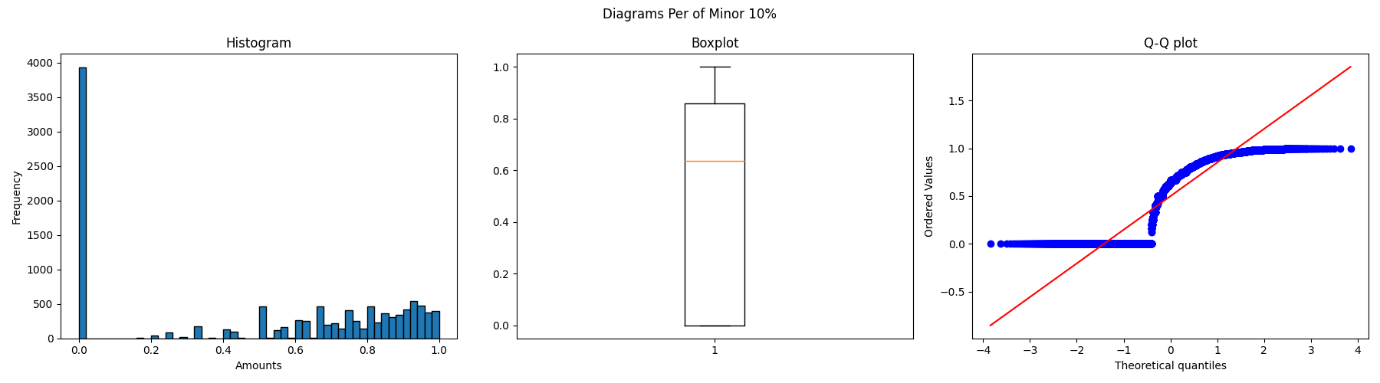 Diagrams Per of Minor 10%
Histogram
Frequency
4000
3500
3000
2500
2000
1500
1000
500
0
0.0 0.2 0.4 0.6 0.8 1.0
Amounts
Boxplot
1.0
0.8
0.6
0.4
0.2
0.0
1
Q-Q plot
Ordered Values
1.5
1.0
0.5
0.0
−0.5
−4 −3 −2 −1 0 1 2 3 4
Theoretical quantiles